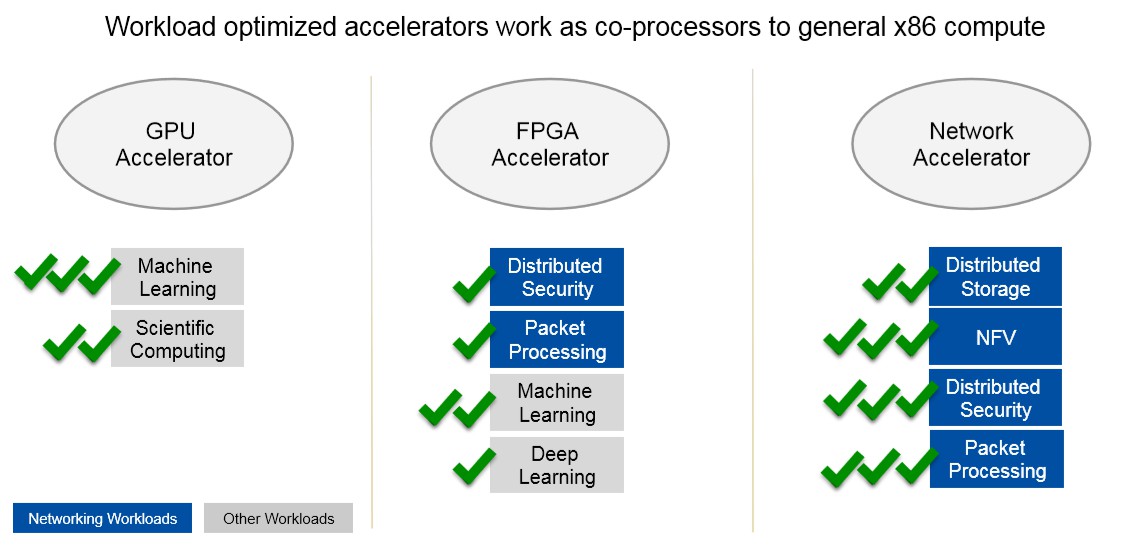 Workload optimized accelerators work as co-processors to general x86 compute
GPU
Accelerator
Machine
Learning
Scientific
Computing
FPGA
Accelerator
Distributed
Security
Packet
Processing
Machine
Learning
Deep
Learning
Network
Accelerator
Distributed
Storage
NFV
Distributed
Security
Packet
Processing
Networking Workloads
Other Workloads